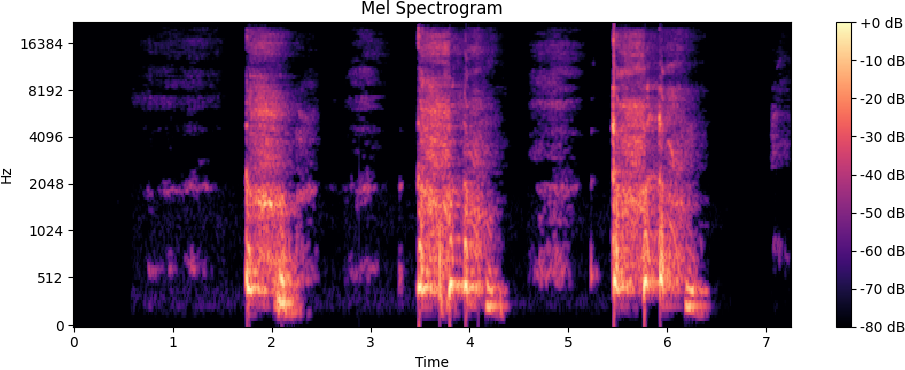 Mel Spectrogram
Hz
16384
8192
4096
2048
1024
512
0
0 1 2 3 4 5 6 7
Time
+0 dB
-10 dB
-20 dB
-30 dB
-40 dB
-50 dB
-60 dB
-70 dB
-80 dB